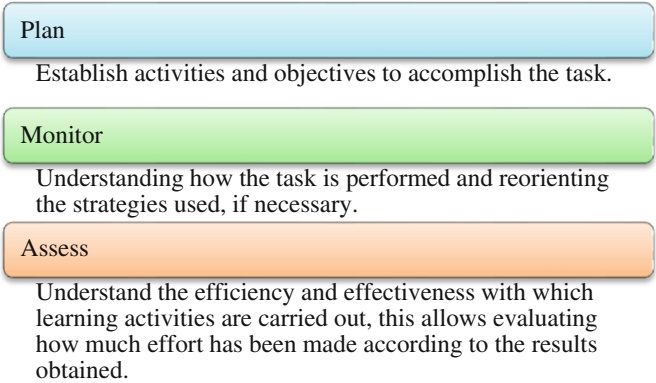 Plan
Establish activities and objectives to accomplish the task.
Monitor
Understanding how the task is performed and reorienting
the strategies used, if necessary.
Assess
Understand the efficiency and effectiveness with which
learning activities are carried out, this allows evaluating
how much effort has been made according to the results
obtained.